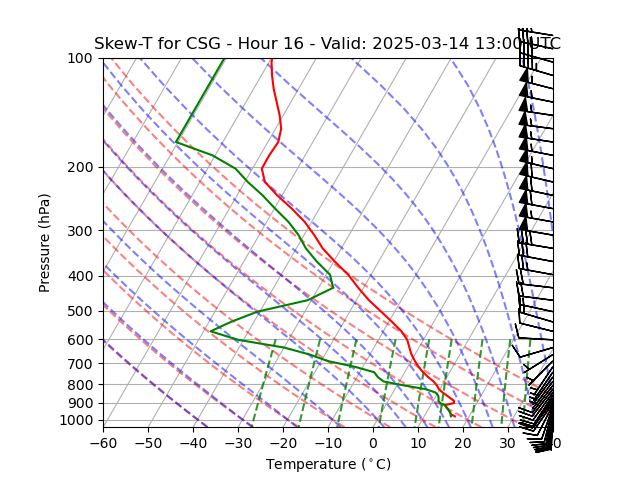 Skew-T for CSG - Hour 16 - Valid: 2025-03-14 13:00 UTC
100
200
300
400
500
600
700
800
900
1000
Pressure (hPa)
−60 −50 −40 −30 −20 −10 0 10 20 30 40
Temperature (°C)